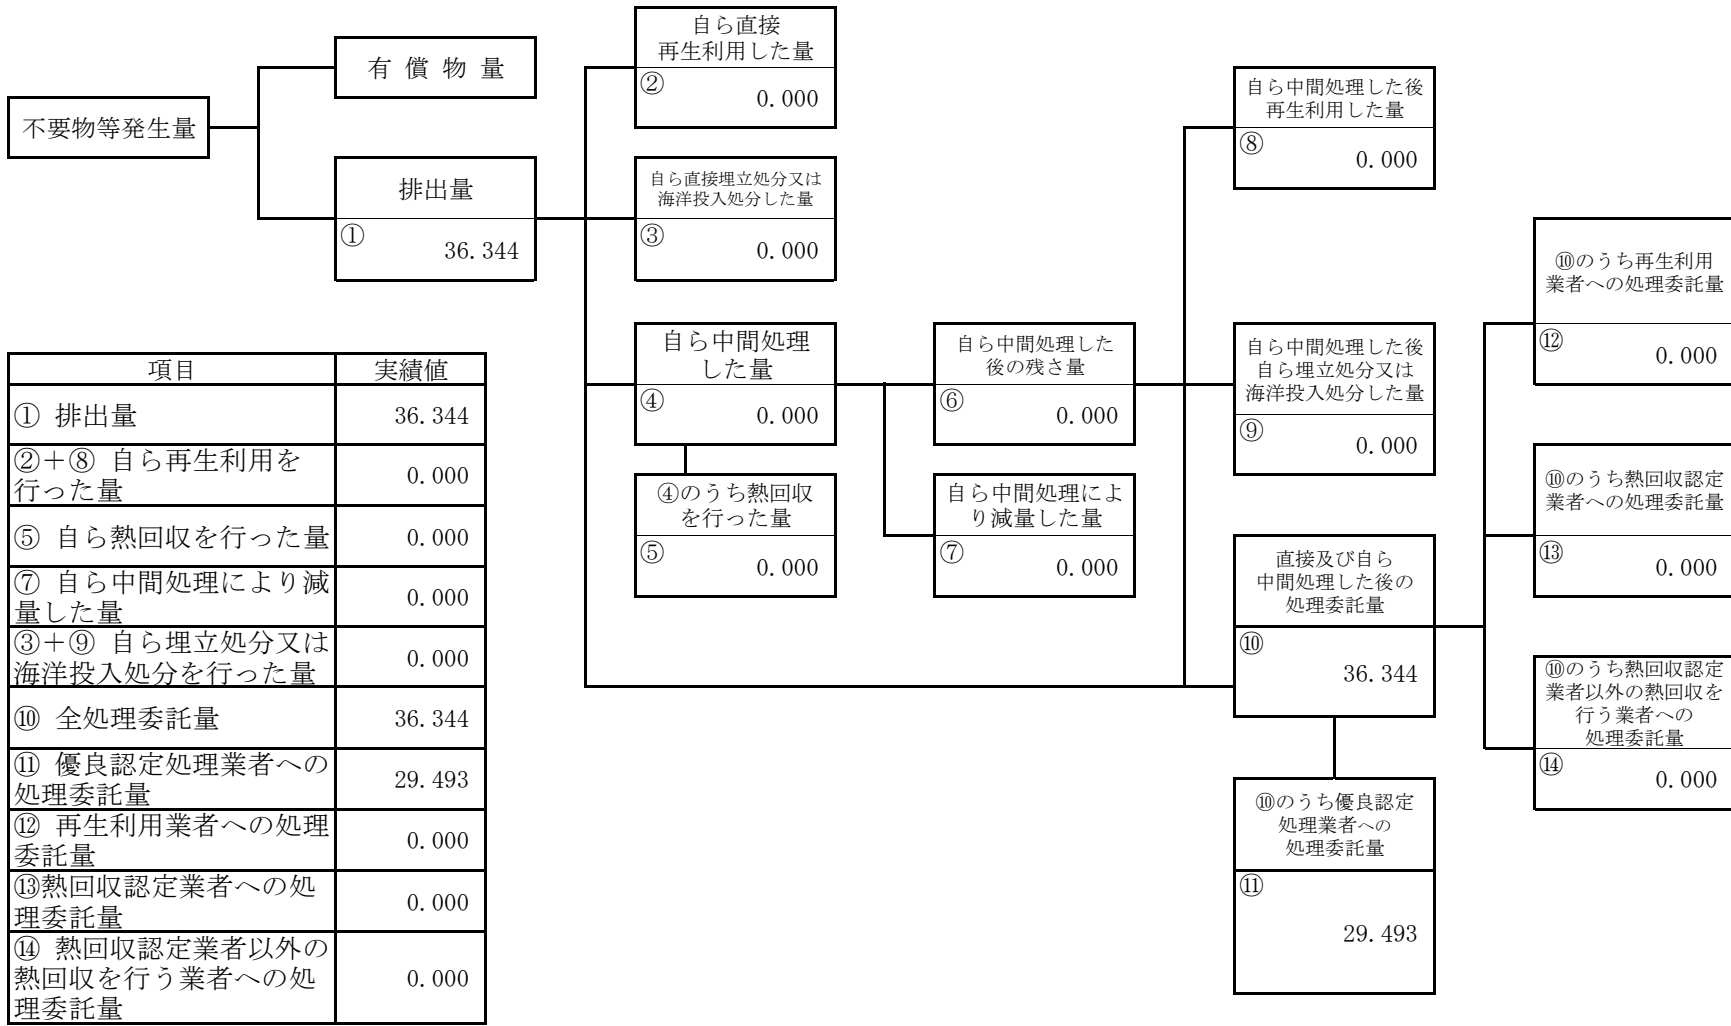 不要物等発生量
有 償 物 量
排出量
①
36.344
自ら直接
再生利用した量
②
0.000
自ら直接埋立処分又は
海洋投入処分した量
③
0.000
自ら中間処理
した量
④
0.000
④のうち熱回収
を行った量
⑤
0.000
自ら中間処理した
後の残さ量
⑥
0.000
自ら中間処理によ
り減量した量
⑦
0.000
自ら中間処理した後
再生利用した量
⑧
0.000
自ら中間処理した後
自ら埋立処分又は
海洋投入処分した量
⑨
0.000
直接及び自ら
中間処理した後の
処理委託量
⑩
36.344
⑩のうち優良認定
処理業者への
処理委託量
⑪
29.493
⑩のうち再生利用
業者への処理委託量
⑫
0.000
⑩のうち熱回収認定
業者への処理委託量
⑬
0.000
⑩のうち熱回収認定
業者以外の熱回収を
行う業者への
処理委託量
⑭
0.000
項目 実績値
① 排出量 36.344
②+⑧ 自ら再生利用を
行った量 0.000
⑤ 自ら熱回収を行った量 0.000
⑦ 自ら中間処理により減
量した量 0.000
③+⑨ 自ら埋立処分又は
海洋投入処分を行った量 0.000
⑩ 全処理委託量 36.344
⑪ 優良認定処理業者への
処理委託量 29.493
⑫ 再生利用業者への処理
委託量 0.000
⑬熱回収認定業者への処
理委託量 0.000
⑭ 熱回収認定業者以外の
熱回収を行う業者への処
理委託量 0.000